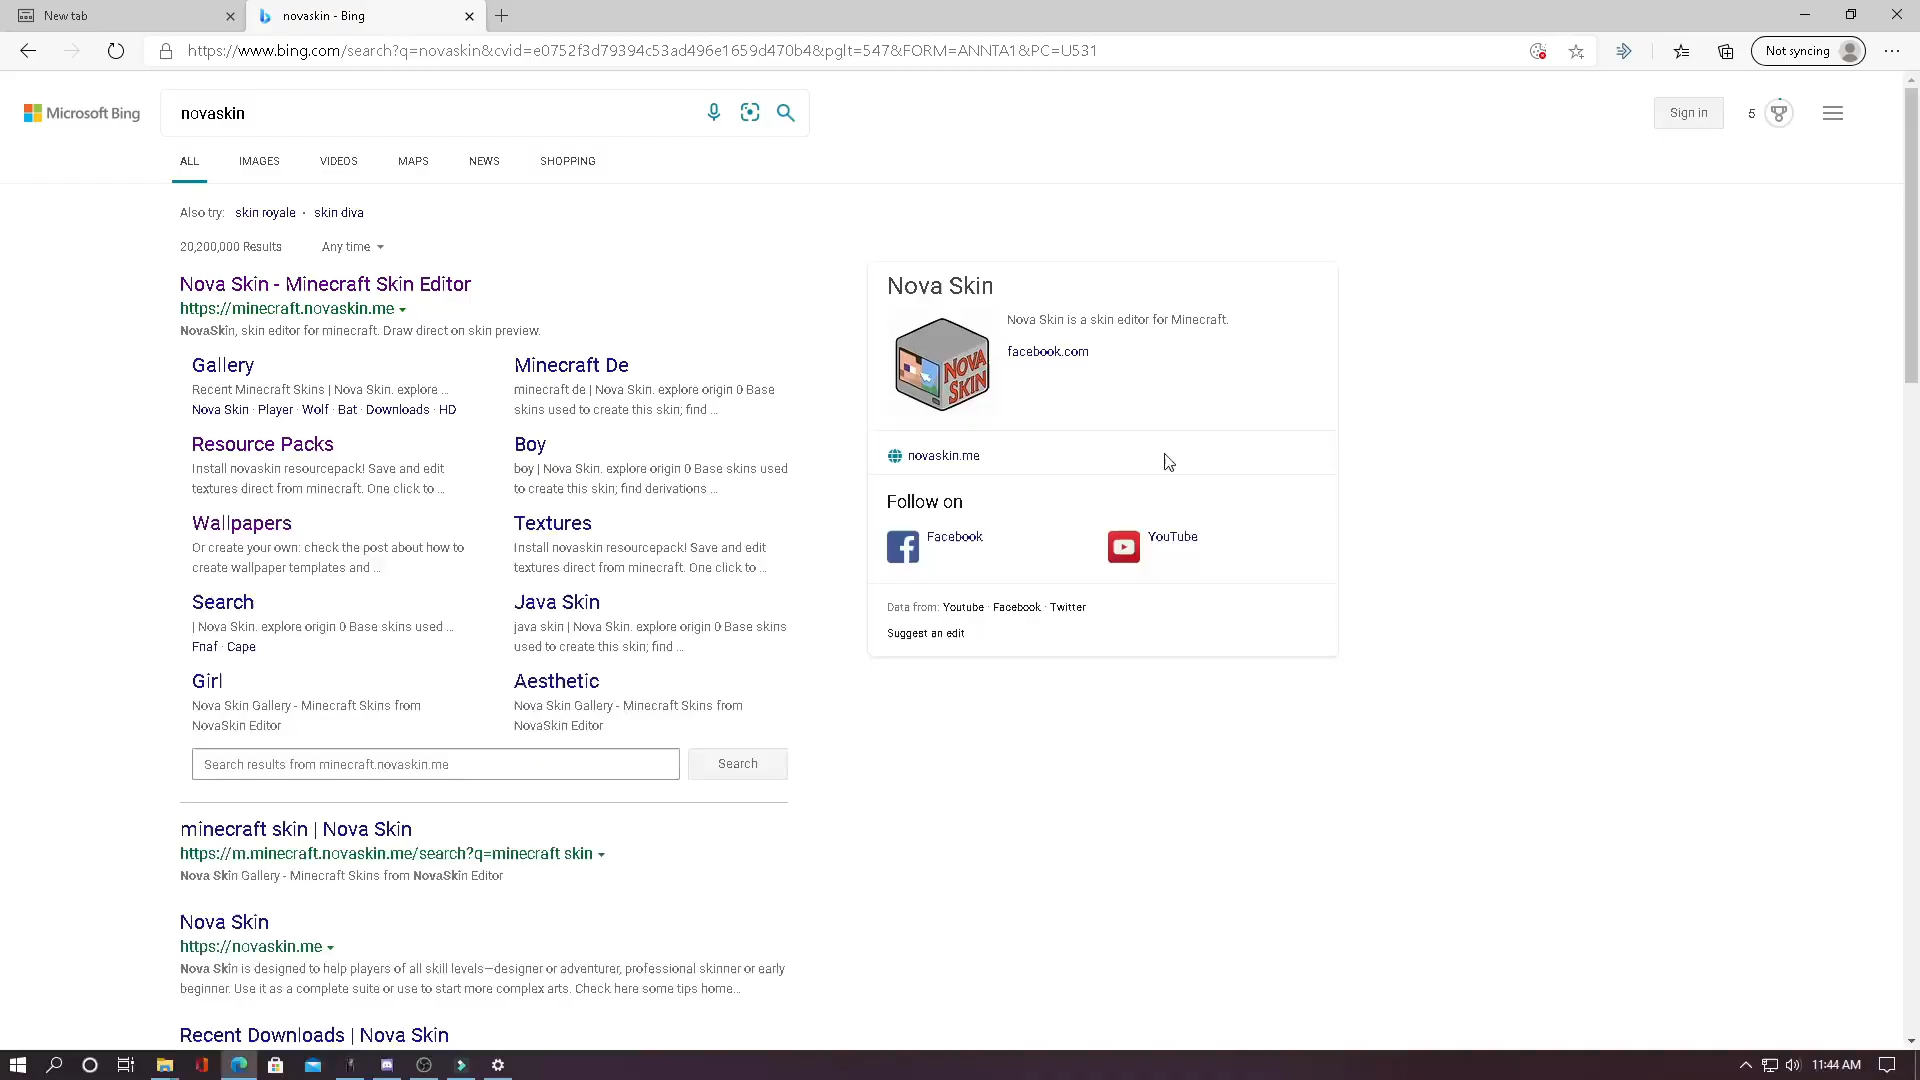 New tab
novaskin - Bing
https://www.bing.com/search?q=novaskin&cvid=e0752f3d79394c53ad496e1659d470b4&pglt=547&FORM=ANNTA1&PC=U531
Not syncing
Microsoft Bing
novaskin
Sign in
5
ALL IMAGES VIDEOS MAPS NEWS SHOPPING
Also try: skin royale · skin diva
20,200,000 Results Any time
Nova Skin - Minecraft Skin Editor
https://minecraft.novaskin.me
NovaSkin, skin editor for minecraft. Draw direct on skin preview.
Gallery
Recent Minecraft Skins | Nova Skin. explore ...
Nova Skin · Player · Wolf · Bat · Downloads · HD
Minecraft De
minecraft de | Nova Skin. explore origin 0 Base
skins used to create this skin; find ...
Resource Packs
Install novaskin resourcepack! Save and edit
textures direct from minecraft. One click to ...
Boy
boy | Nova Skin. explore origin 0 Base skins used
to create this skin; find derivations ...
Wallpapers
Or create your own: check the post about how to
create wallpaper templates and ...
Textures
Install novaskin resourcepack! Save and edit
textures direct from minecraft. One click to ...
Search
| Nova Skin. explore origin 0 Base skins used ...
Fnaf · Cape
Java Skin
java skin | Nova Skin. explore origin 0 Base skins
used to create this skin; find ...
Girl
Nova Skin Gallery - Minecraft Skins from
NovaSkin Editor
Aesthetic
Nova Skin Gallery - Minecraft Skins from
NovaSkin Editor
Search results from minecraft.novaskin.me
Search
minecraft skin | Nova Skin
https://m.minecraft.novaskin.me/search?q=minecraft skin
Nova Skin Gallery - Minecraft Skins from NovaSkin Editor
Nova Skin
https://novaskin.me
Nova Skin is designed to help players of all skill levels—designer or adventurer, professional skinner or early
beginner. Use it as a complete suite or use to start more complex arts. Check here some tips home...
Recent Downloads | Nova Skin
Nova Skin
NOVA
SKIN
Nova Skin is a skin editor for Minecraft.
facebook.com
novaskin.me
Follow on
Facebook
YouTube
Data from: Youtube · Facebook · Twitter
Suggest an edit
11:44 AM